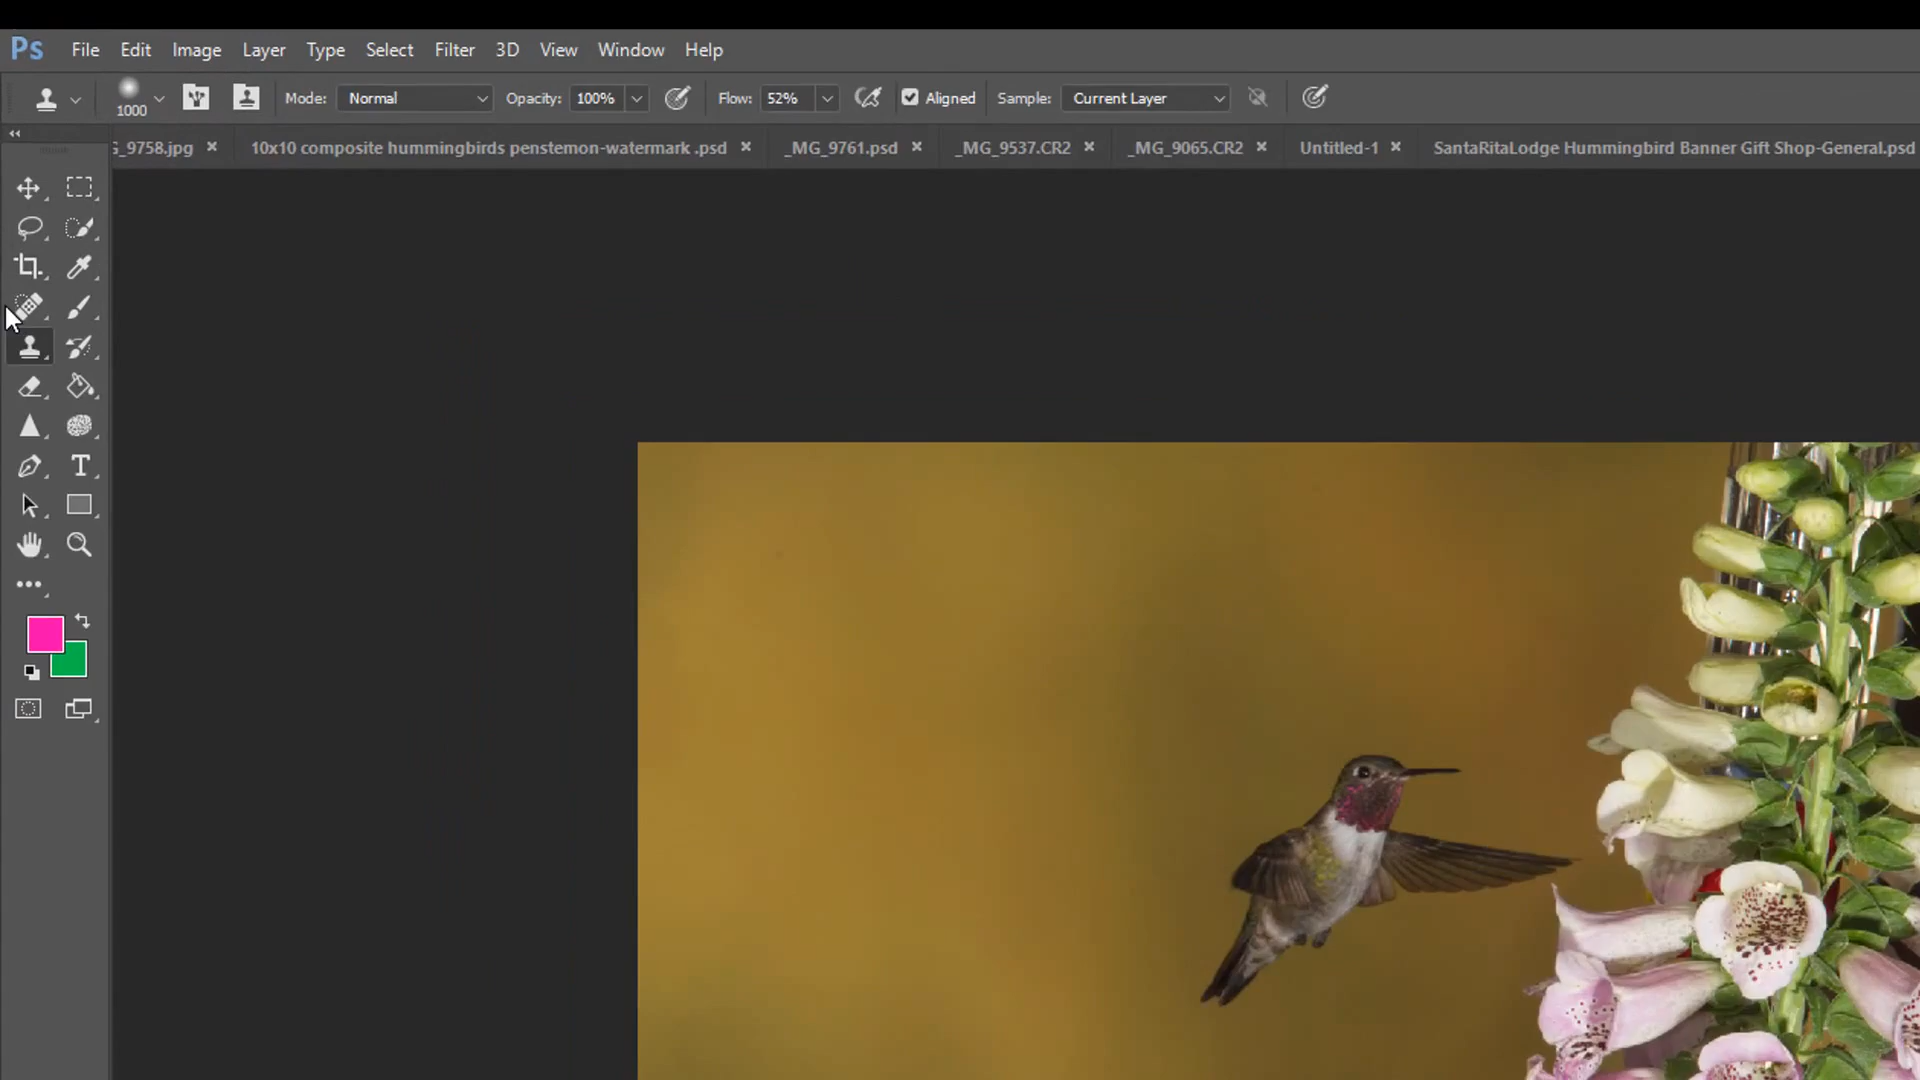 Ps File Edit Image Layer Type Select Filter 3D View Window Help
1000 Mode: Normal Opacity: 100% Flow: 52% Aligned Sample: Current Layer
G_9758.jpg × 10x10 composite hummingbirds penstemon-watermark .psd × _MG_9761.psd × _MG_9537.CR2 × _MG_9065.CR2 × Untitled-1 × SantaRitaLodge Hummingbird Banner Gift Shop-General.psd
T